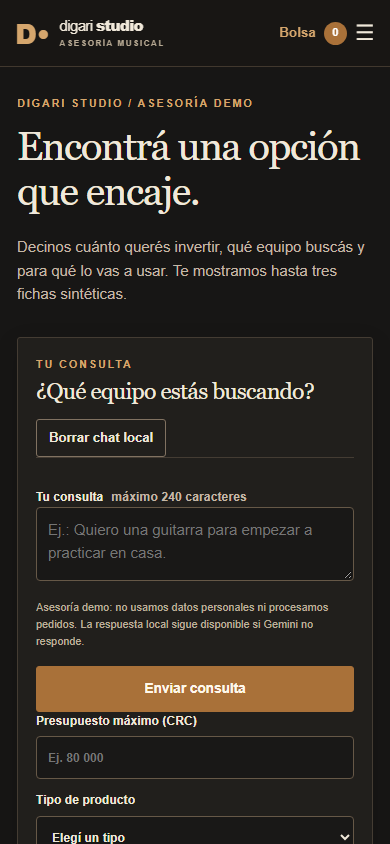 D
digari studio
ASESORÍA MUSICAL
Bolsa
0
DIGARI STUDIO / ASESORÍA DEMO
Encontrá una opción
que encaje.
Decinos cuánto querés invertir, qué equipo buscás y
para qué lo vas a usar. Te mostramos hasta tres
fichas sintéticas.
TU CONSULTA
¿Qué equipo estás buscando?
Borrar chat local
Tu consulta máximo 240 caracteres
Ej.: Quiero una guitarra para empezar a
practicar en casa.
Asesoría demo: no usamos datos personales ni procesamos
pedidos. La respuesta local sigue disponible si Gemini no
responde.
Enviar consulta
Presupuesto máximo (CRC)
Ej. 80 000
Tipo de producto
Elegí un tipo